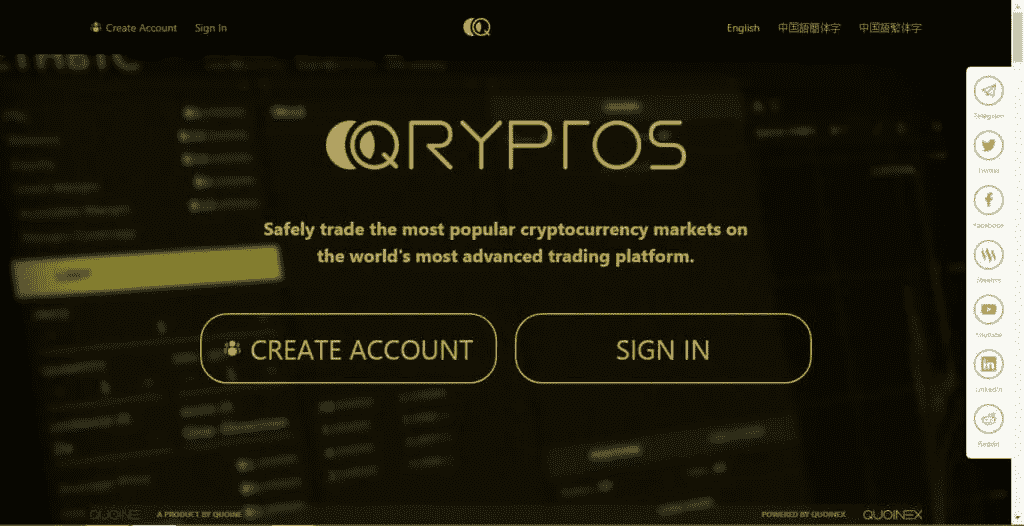 Create Account
Sign In
English
中国語簡体字
中国語繁体字
QRYPTOS
Safely trade the most popular cryptocurrency markets on
the world's most advanced trading platform.
CREATE ACCOUNT
SIGN IN
Telegram
Twitter
Facebook
Steemit
Youtube
LinkedIn
Reddit
QUOINE
A PRODUCT BY QUOINE
POWERED BY QUOINEX
QUOINEX